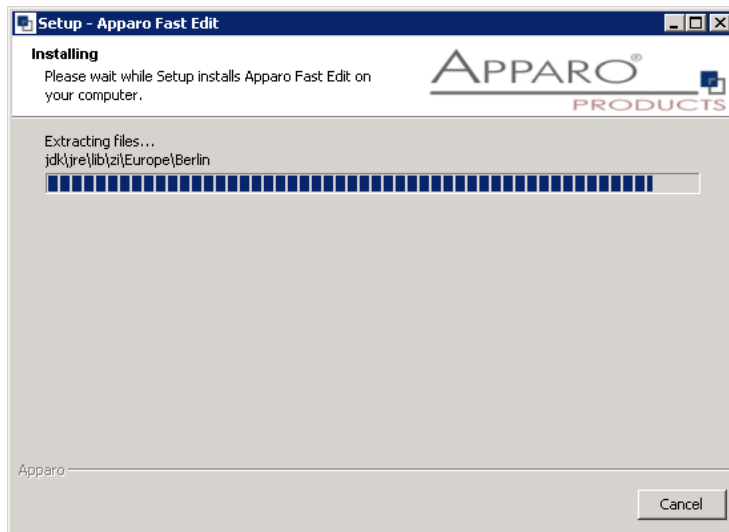 Setup - Apparo Fast Edit
Installing
Please wait while Setup installs Apparo Fast Edit on
your computer.
APPARO®
PRODUCTS
Extracting files...
jdk\jre\lib\zi\Europe\Berlin
Apparo
Cancel